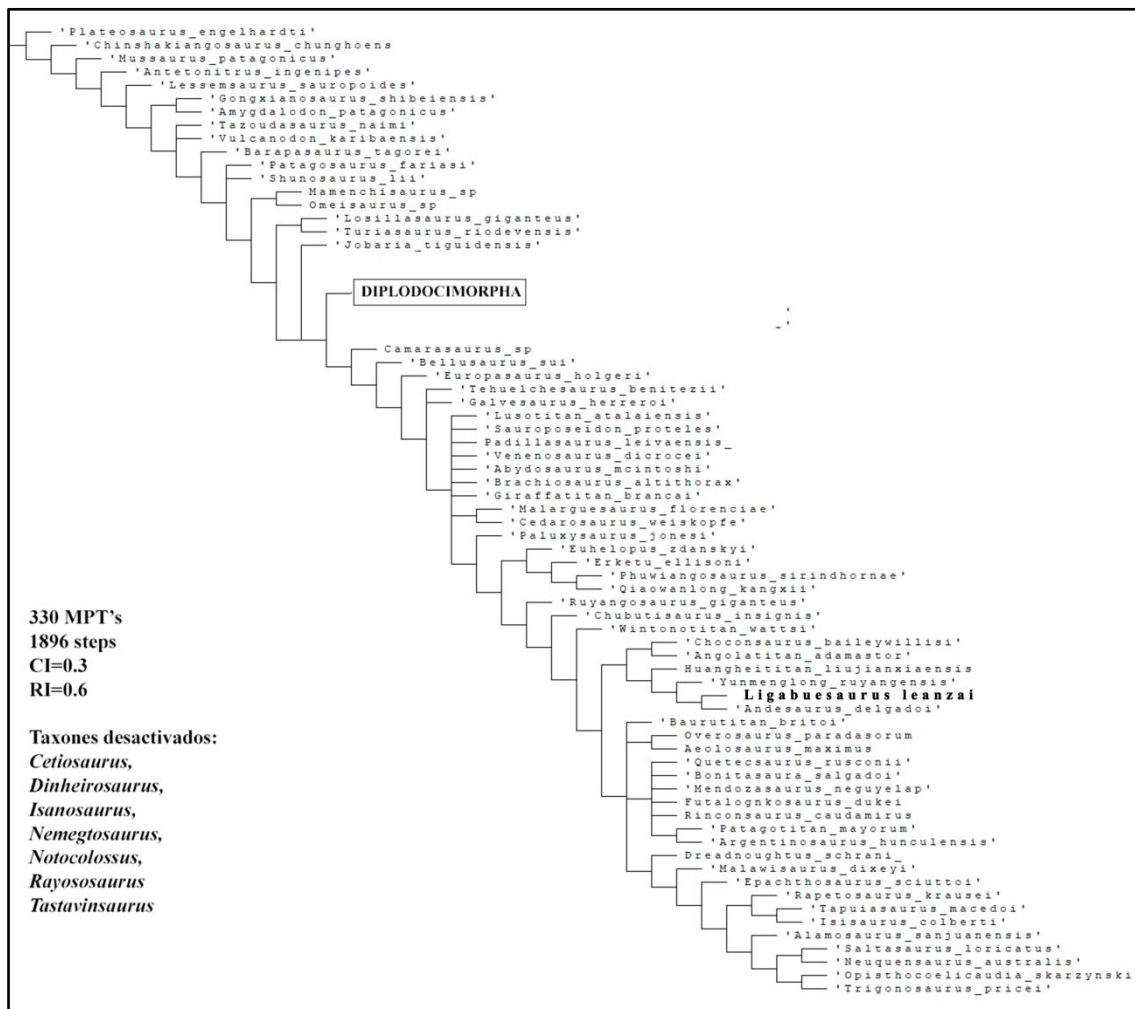 'Plateosaurus_engelhardti'
'Chinshakiangosaurus_chunghoens
'Mussaurus_patagonicus'
'Antetonitrus_ingenipes'
'Lessemsaurus_sauropoides'
'Gongxianosaurus_shibeiensis'
'Amygdalodon_patagonicus'
'Tazoudasaurus_naimi'
'Vulcanodon_karibaensis'
'Barapasaurus_tagorei'
'Patagosaurus_fariasi'
'Shunosaurus_lii'
Mamenchisaurus_sp
Omeisaurus_sp
'Losillasaurus_giganteus'
'Turiasaurus_riodevensis'
'Jobaria_tiguidensis'
DIPLODOCIMORPHA
'
_'
Camarasaurus_sp
'Bellusaurus_sui'
'Europasaurus_holgeri'
'Tehuelchesaurus_benitezii'
'Galvesaurus_herreroi'
'Lusotitan_atalaiensis'
'Sauroposeidon_proteles'
Padillasaurus_leivaensis_
'Venenosaurus_dicrocei'
'Abydosaurus_mcintoshi'
'Brachiosaurus_altithorax'
'Giraffatitan_brancai'
'Malarguesaurus_florenciae'
'Cedarosaurus_weiskopfe'
'Paluxysaurus_jonesi'
'Euhelopus_zdanskyi'
'Erketu_ellisoni'
'Phuwiangosaurus_sirindhornae'
'Qiaowanlong_kangxii'
'Ruyangosaurus_giganteus'
'Chubutisaurus_insignis'
'Wintonotitan_wattsi'
'Choconsaurus_baileywillisi'
'Angolatitan_adamastor'
Huangheititan_liujianxiaensis
'Yunmenglong_ruyangensis'
Ligabuesaurus leanzai
'Andesaurus_delgadoi'
'Baurutitan_britoi'
Overosaurus_paradasorum
Aeolosaurus_maximus
'Quetecsaurus_rusconii'
'Bonitasaura_salgadoi'
'Mendozasaurus_neguyelap'
Futalognkosaurus_dukei
Rinconsaurus_caudamirus
'Patagotitan_mayorum'
'Argentinosaurus_hunculensis'
Dreadnoughtus_schrani_
'Malawisaurus_dixeyi'
'Epachthosaurus_sciuttoi'
'Rapetosaurus_krausei'
'Tapuiasaurus_macedoi'
'Isisaurus_colberti'
'Alamosaurus_sanjuanensis'
'Saltasaurus_loricatus'
'Neuquensaurus_australis'
'Opisthocoelicaudia_skarzynski
'Trigonosaurus_pricei'
330 MPT's
1896 steps
CI=0.3
RI=0.6
Taxones desactivados:
Cetiosaurus,
Dinheirosaurus,
Isanosaurus,
Nemegtosaurus,
Notocolossus,
Rayososaurus
Tastavinsaurus